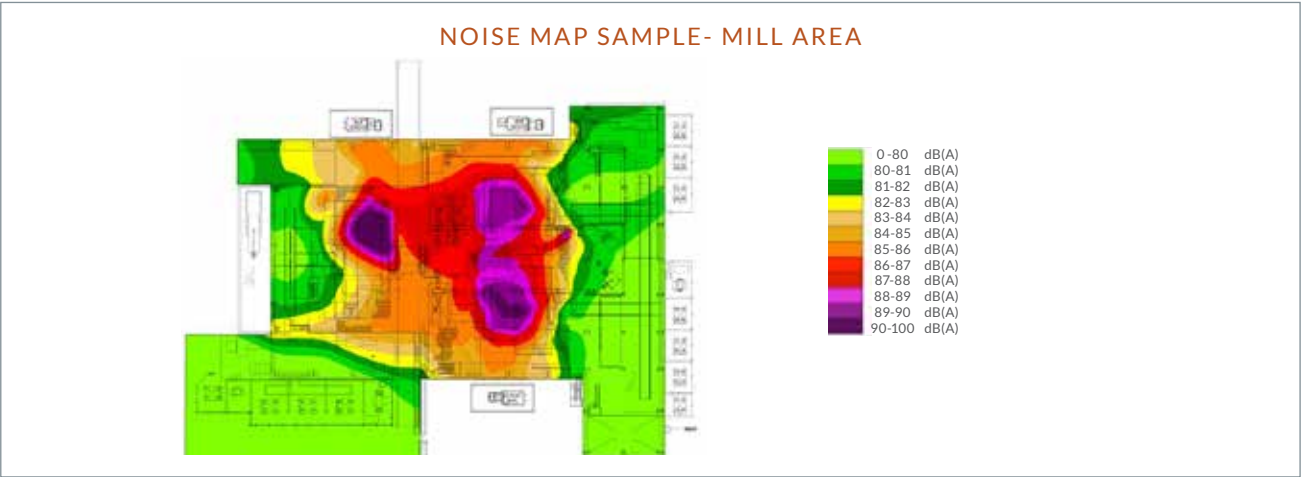 NOISE MAP SAMPLE- MILL AREA
0-80 dB(A)
80-81 dB(A)
81-82 dB(A)
82-83 dB(A)
83-84 dB(A)
84-85 dB(A)
85-86 dB(A)
86-87 dB(A)
87-88 dB(A)
88-89 dB(A)
89-90 dB(A)
90-100 dB(A)